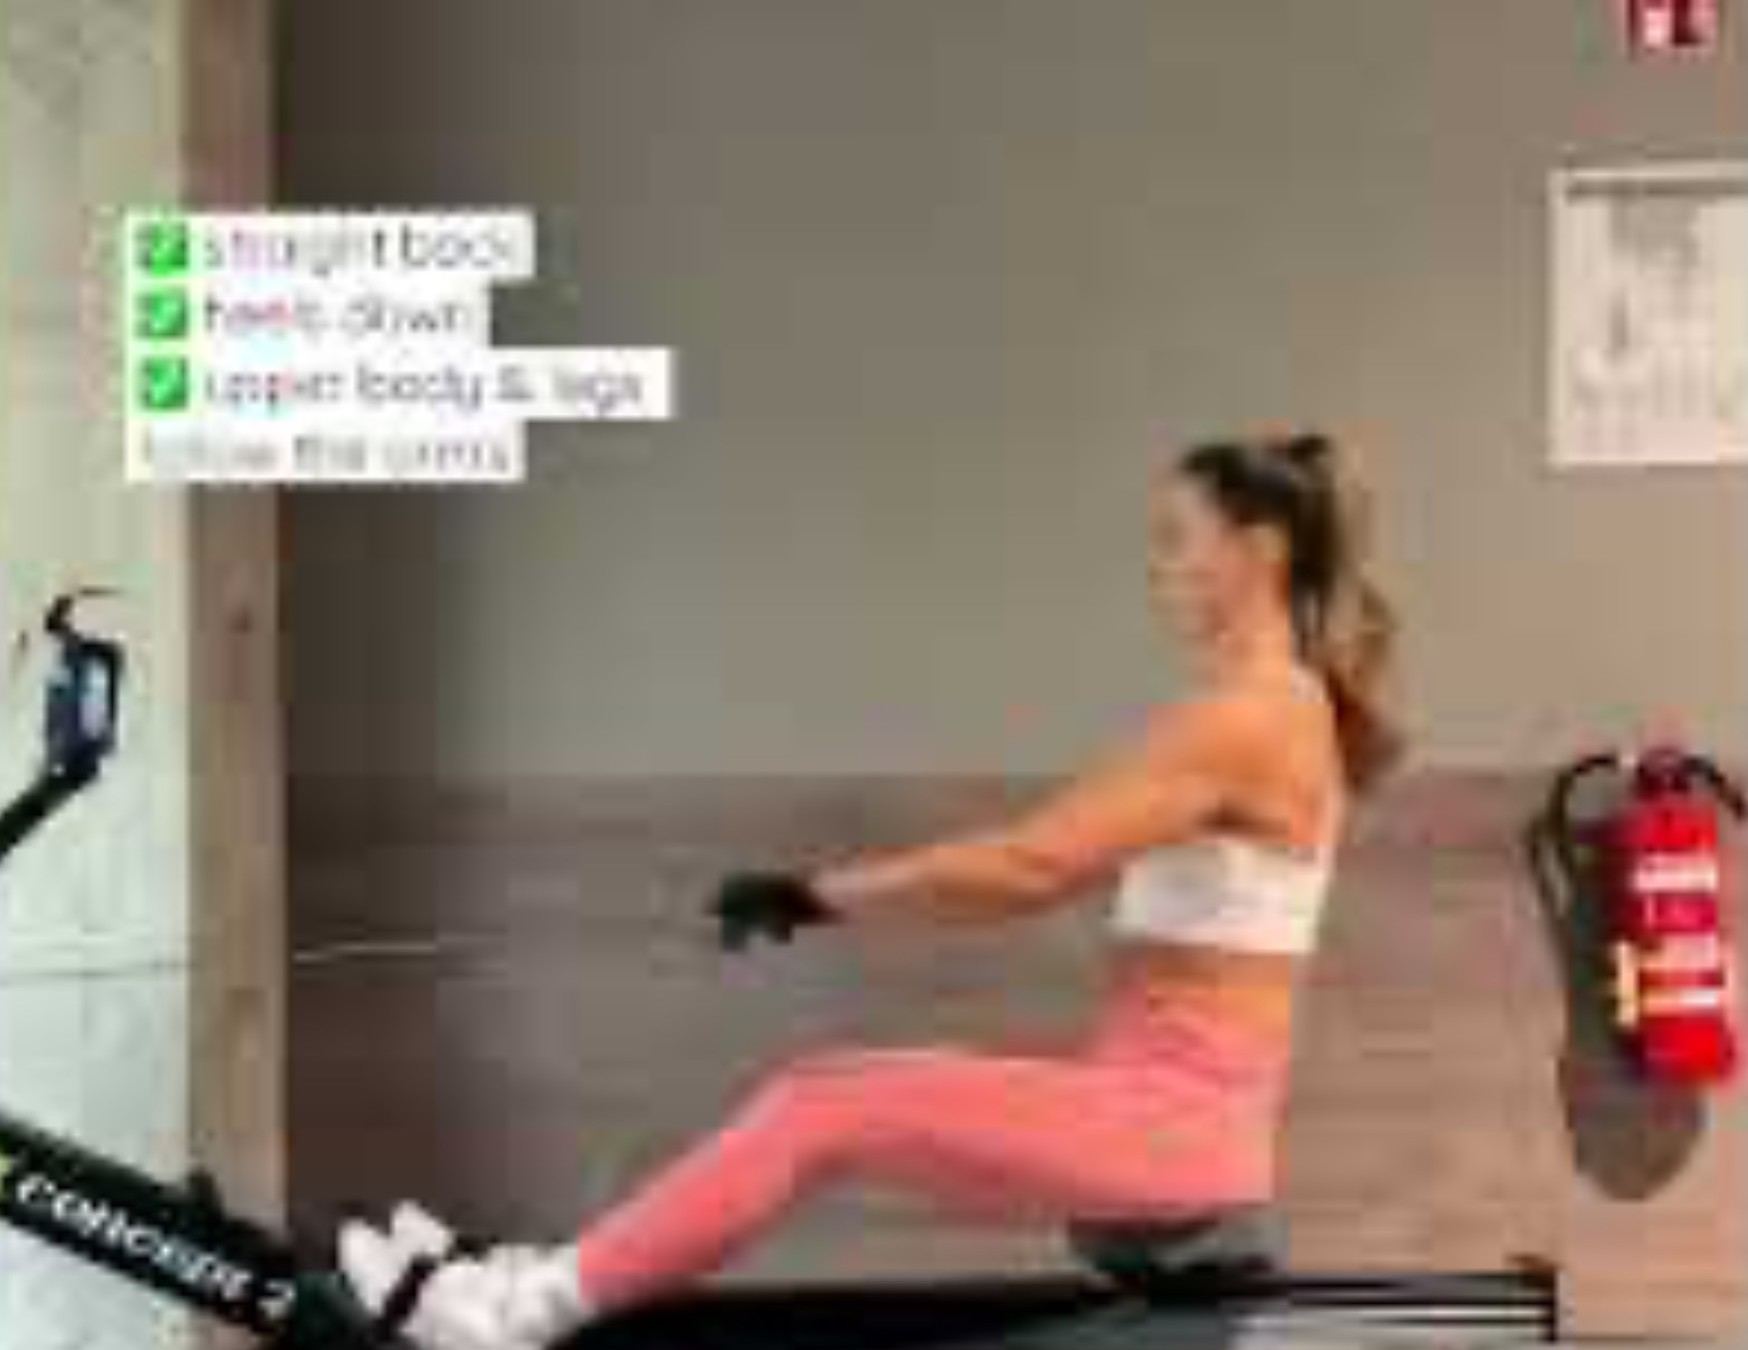 ✅ straight back
✅ heels down
✅ upper body & legs
follow the arms
concept 2